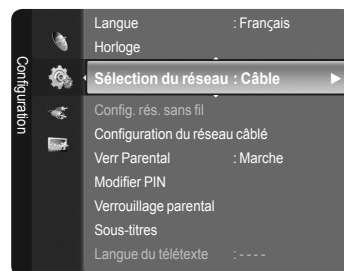 Configuration
Langue : Français
Horloge
Sélection du réseau : Câble
Config. rés. sans fil
Configuration du réseau câblé
Verr Parental : Marche
Modifier PIN
Verrouillage parental
Sous-titres
Langue du télétexte : - - - -